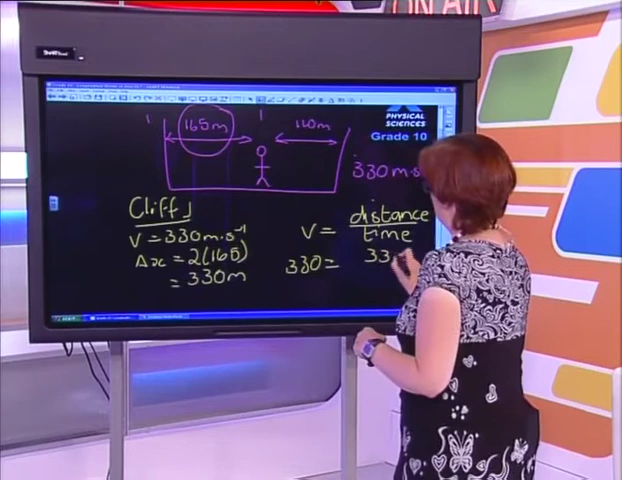 ON AIR
PHYSICAL
SCIENCES
Grade 10
165m
110m
330m.s
Cliff 1
V = 330m.s⁻¹
Δx = 2(165)
= 330m
V = distance
time
330 = 33